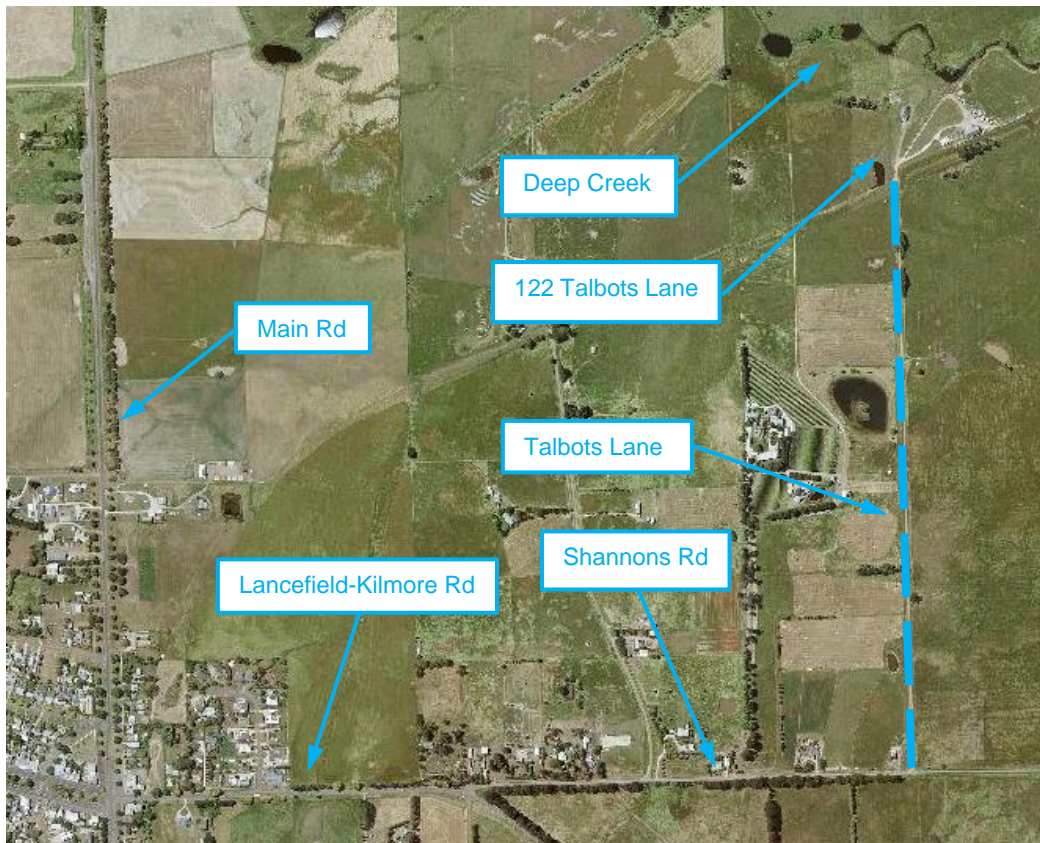 Deep Creek
122 Talbots Lane
Main Rd
Talbots Lane
Shannons Rd
Lancefield-Kilmore Rd